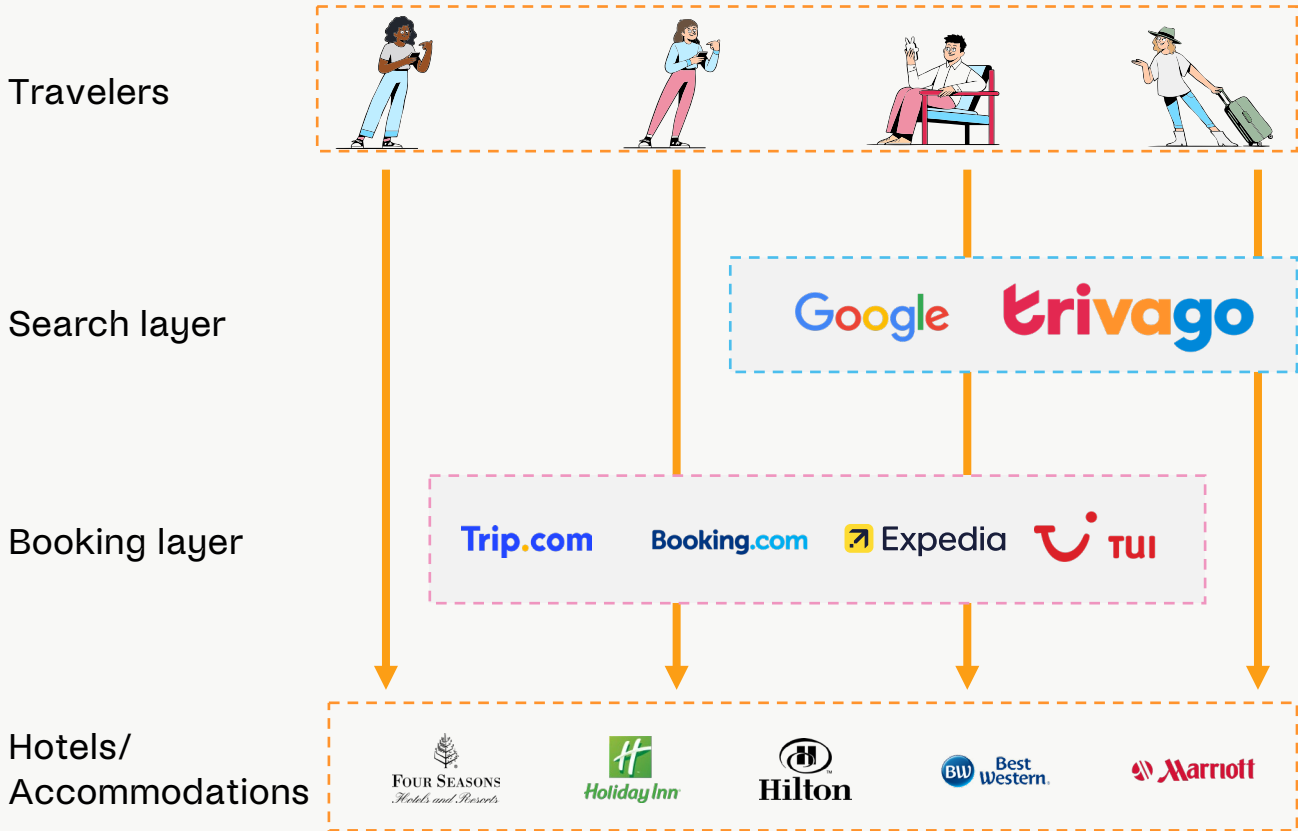 Travelers
Search layer
Google trivago
Booking layer
Trip.com Booking.com Expedia TUI
Hotels/
Accommodations
FOUR SEASONS
Hotels and Resorts
H
Holiday Inn
H
Hilton
BW Best
Western
Marriott